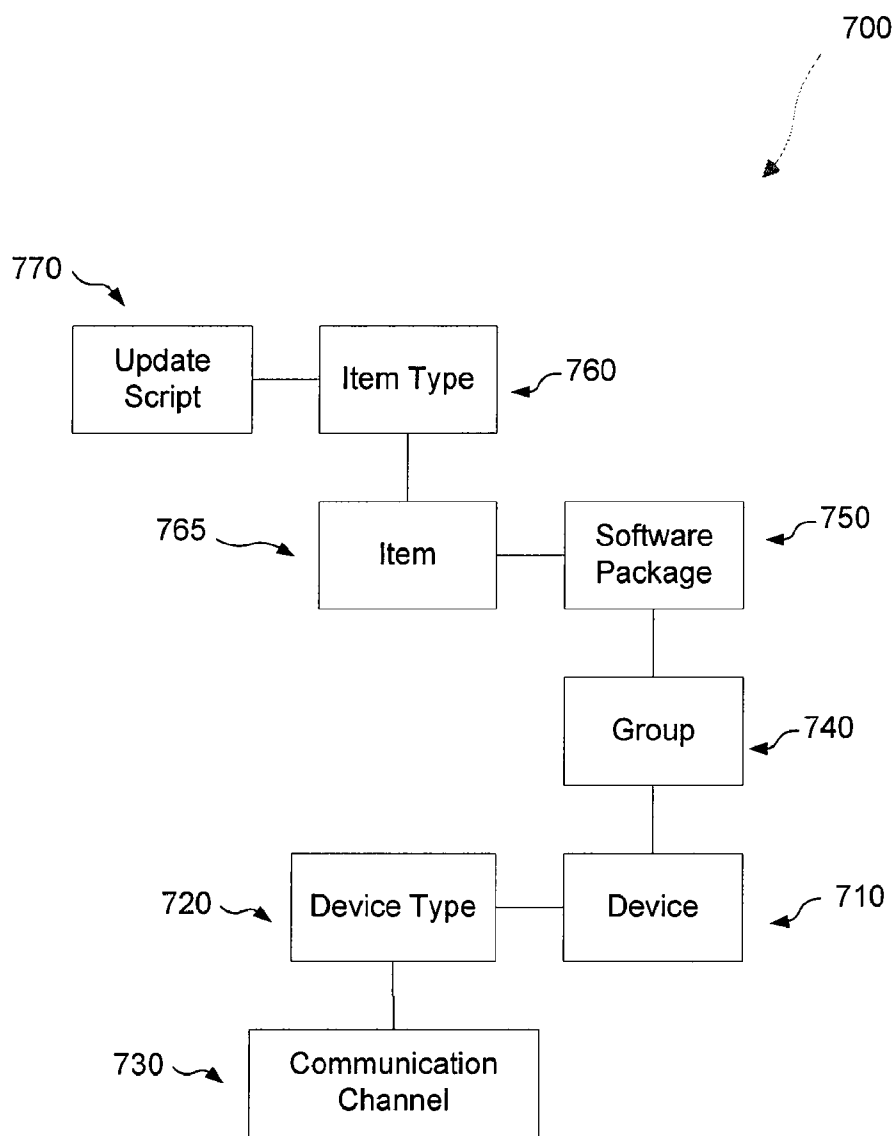 700
770
Update
Script
Item Type
760
765
Item
Software
Package
750
Group
740
720
Device Type
Device
710
730
Communication
Channel